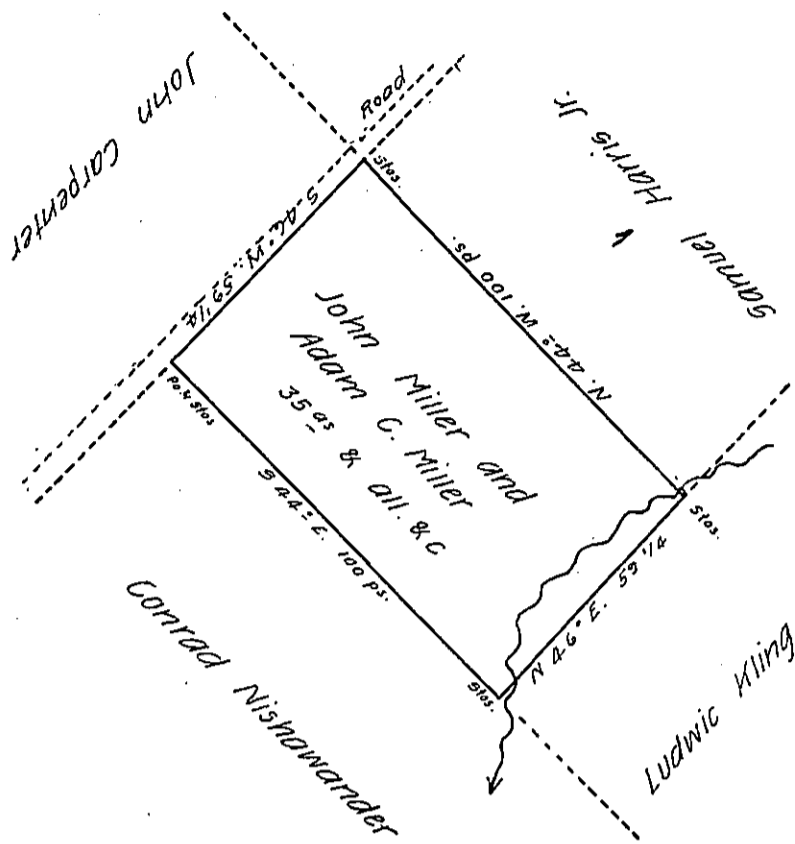 John Carpenter
Road
Samuel Harris Jr.
Stos.
S. 46° W. 59 1/4
N. 44° W. 100 ps.
John Miller and
Adam C. Miller
35 as & all. &c
Po. & Stos
S 44° E. 100 ps.
Stos.
N 46° E. 59 1/4
Stos.
Conrad Nishawander
Ludwic Kling